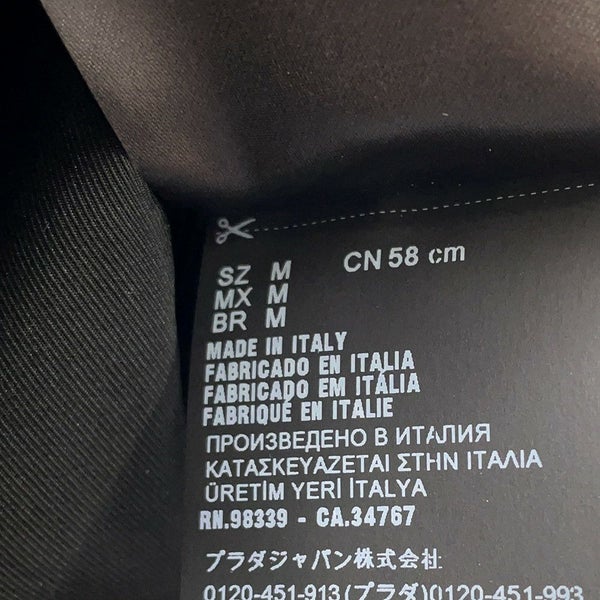 SZ M CN 58 cm
MX M
BR M
MADE IN ITALY
FABRICADO EN ITALIA
FABRICADO EM ITÁLIA
FABRIQUÉ EN ITALIE
ПРОИЗВЕДЕНО В ИТАЛИЯ
ΚΑΤΑΣΚΕΥΑΖΕΤΑΙ ΣΤΗΝ ΙΤΑΛΙΑ
ÜRETİM YERİ İTALYA
RN.98339 - CA.34767
プラダジャパン株式会社
0120-451-913(プラダ)0120-451-993